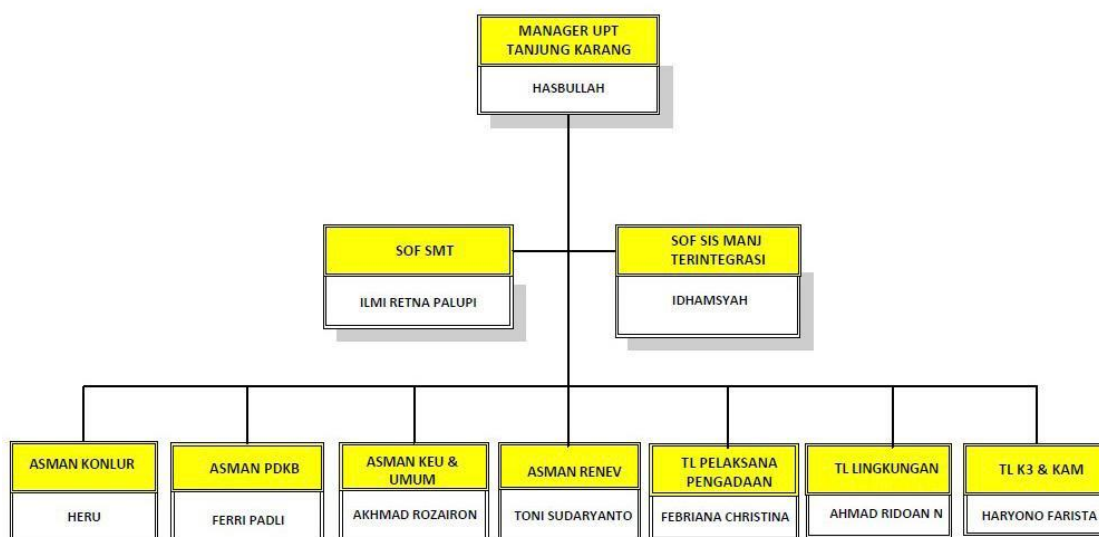 MANAGER UPT
TANJUNG KARANG
HASBULLAH
SOF SMT
ILMI RETNA PALUPI
SOF SIS MANJ
TERINTEGRASI
IDHAMSYAH
ASMAN KONLUR
HERU
ASMAN PDKB
FERRI PADLI
ASMAN KEU &
UMUM
AKHMAD ROZAIRON
ASMAN RENEV
TONI SUDARYANTO
TL PELAKSANA
PENGADAAN
FEBRIANA CHRISTINA
TL LINGKUNGAN
AHMAD RIDOAN N
TL K3 & KAM
HARYONO FARISTA